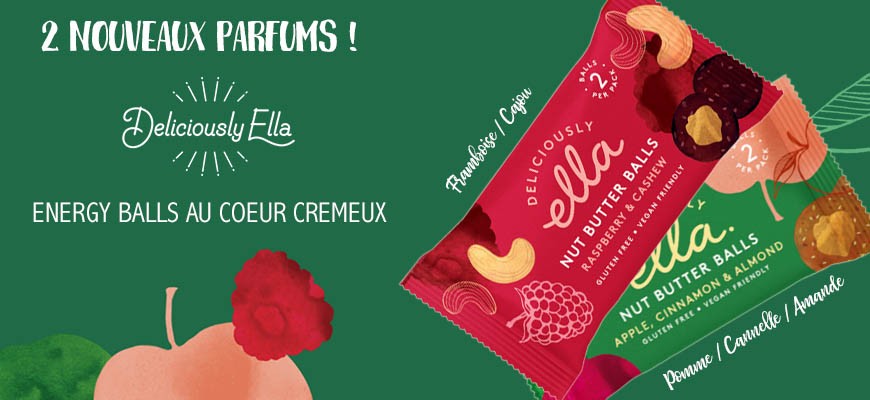 2 NOUVEAUX PARFUMS !
Deliciously Ella
ENERGY BALLS AU COEUR CREMEUX
Framboise / Cajou
BALLS
2
PER PACK
DELICIOUSLY
ella
NUT BUTTER BALLS
RASPBERRY & CASHEW
GLUTEN FREE • VEGAN FRIENDLY
BALLS
2
PER PACK
LY
ella.
NUT BUTTER BALLS
APPLE, CINNAMON & ALMOND
GLUTEN FREE • VEGAN FRIENDLY
Pomme / Cannelle / Amande